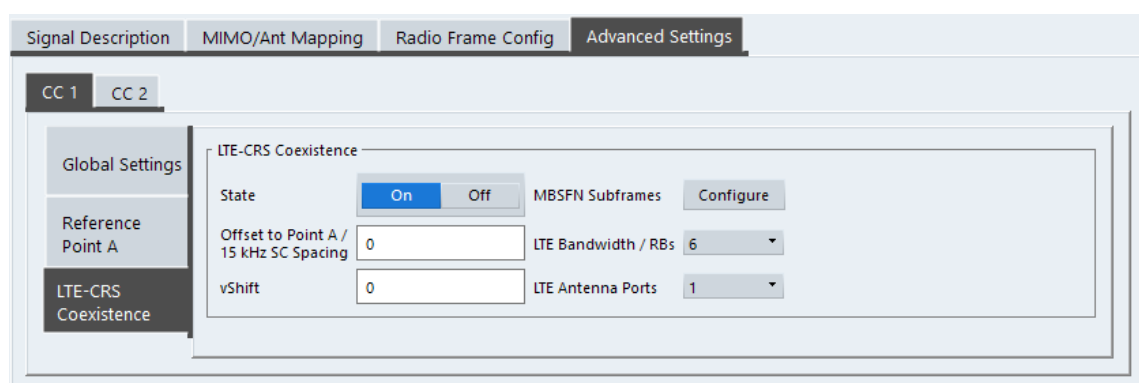 Signal Description MIMO/Ant Mapping Radio Frame Config Advanced Settings
CC 1 CC 2
Global Settings
Reference
Point A
LTE-CRS
Coexistence
LTE-CRS Coexistence
State On Off MBSFN Subframes Configure
Offset to Point A /
15 kHz SC Spacing 0 LTE Bandwidth / RBs 6
vShift 0 LTE Antenna Ports 1